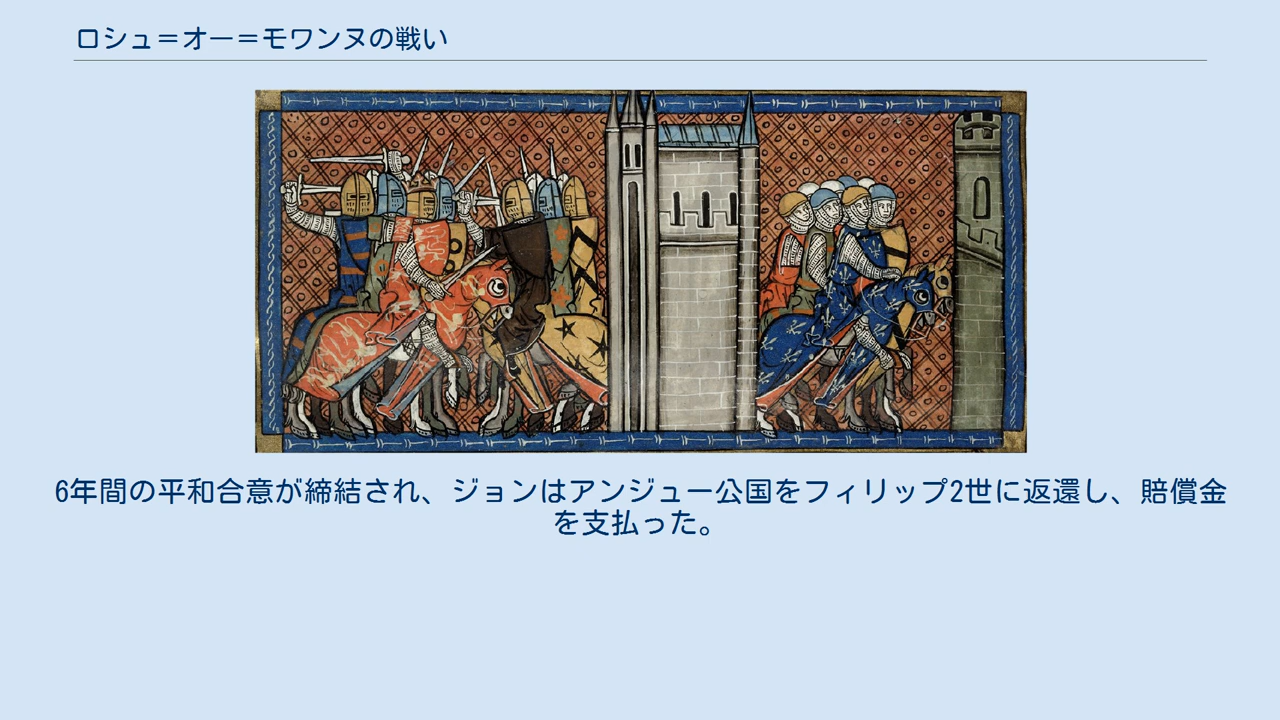 ロシュ＝オー＝モワンヌの戦い
6年間の平和合意が締結され、ジョンはアンジュー公国をフィリップ2世に返還し、賠償金
を支払った。